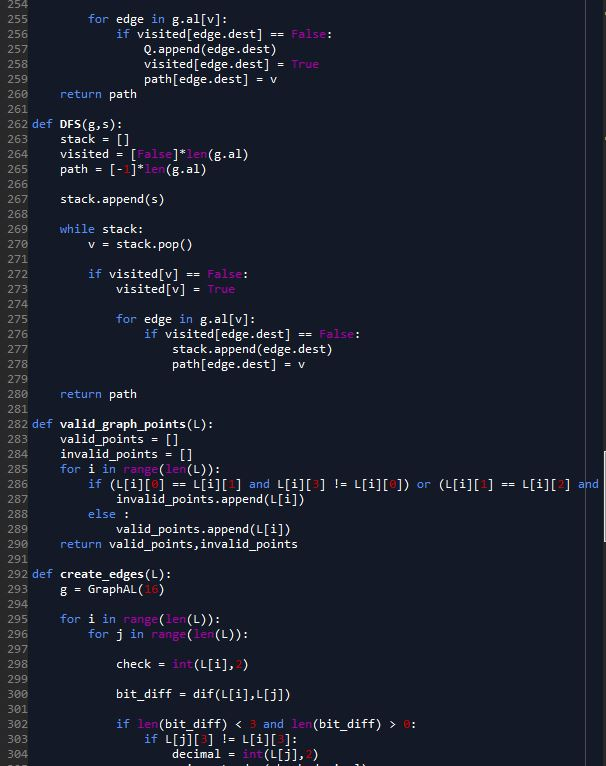 254
255 for edge in g.al[v]:
256 if visited[edge.dest] == False:
257 Q.append(edge.dest)
258 visited[edge.dest] = True
259 path[edge.dest] = v
260 return path
261
262 def DFS(g,s):
263 stack = []
264 visited = [False]*len(g.al)
265 path = [-1]*len(g.al)
266
267 stack.append(s)
268
269 while stack:
270 v = stack.pop()
271
272 if visited[v] == False:
273 visited[v] = True
274
275 for edge in g.al[v]:
276 if visited[edge.dest] == False:
277 stack.append(edge.dest)
278 path[edge.dest] = v
279
280 return path
281
282 def valid_graph_points(L):
283 valid_points = []
284 invalid_points = []
285 for i in range(len(L)):
286 if (L[i][0] == L[i][1] and L[i][3] != L[i][0]) or (L[i][1] == L[i][2] and
287 invalid_points.append(L[i])
288 else :
289 valid_points.append(L[i])
290 return valid_points,invalid_points
291
292 def create_edges(L):
293 g = GraphAL(16)
294
295 for i in range(len(L)):
296 for j in range(len(L)):
297
298 check = int(L[i],2)
299
300 bit_diff = dif(L[i],L[j])
301
302 if len(bit_diff) < 3 and len(bit_diff) > 0:
303 if L[j][3] != L[i][3]:
304 decimal = int(L[j],2)